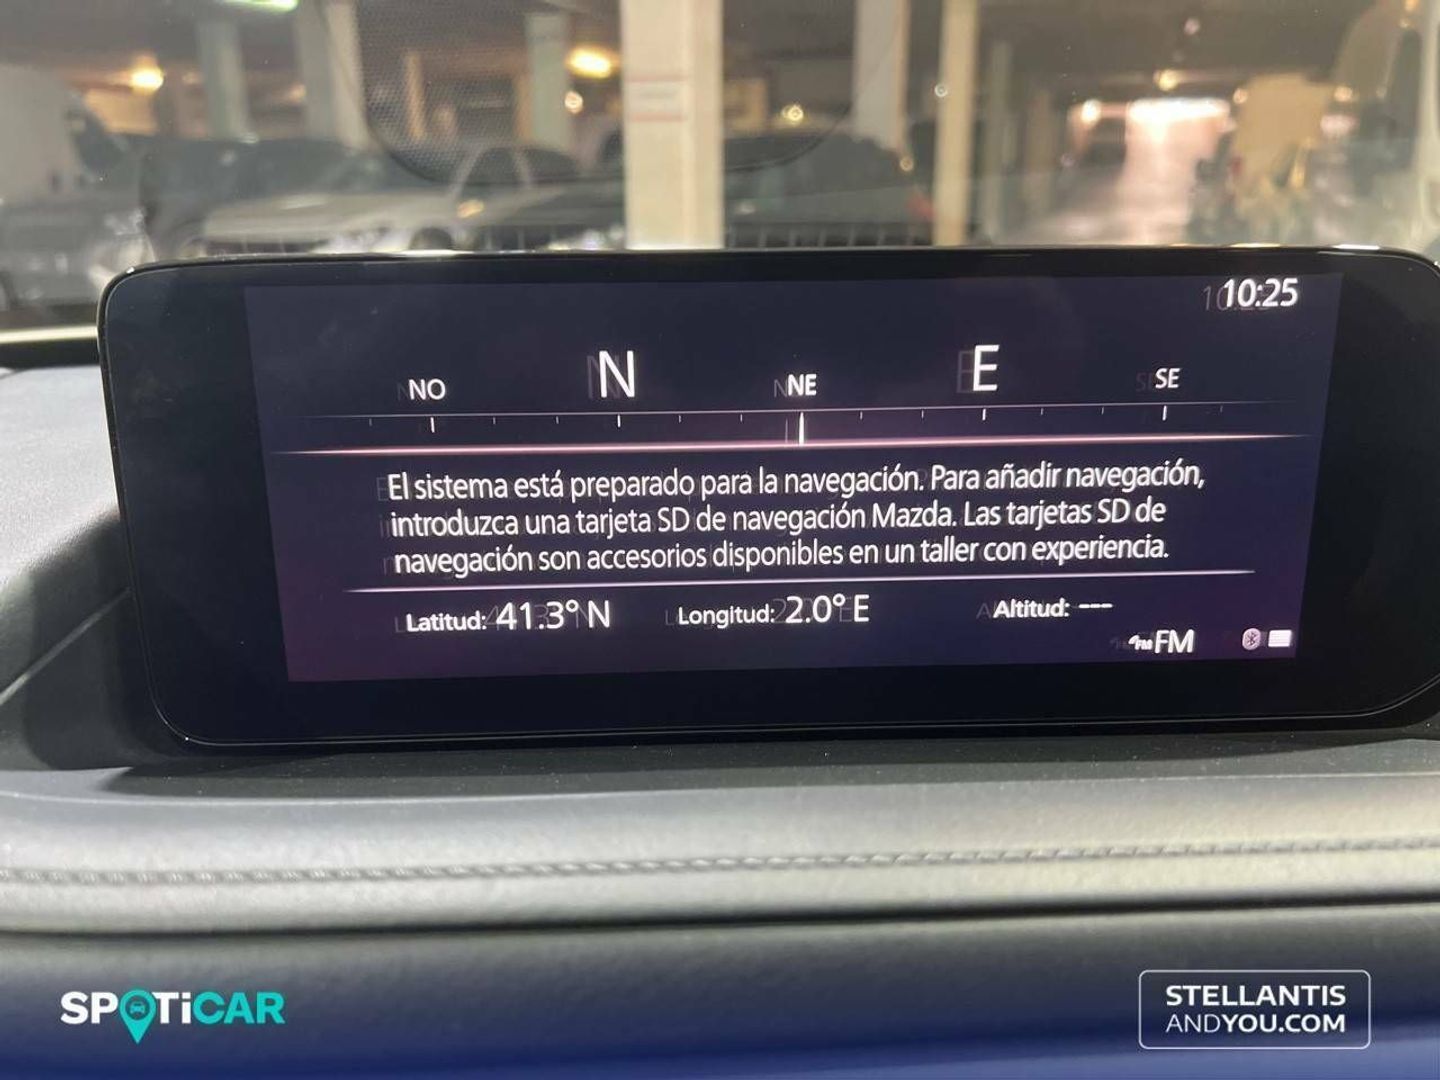 10:25
NO N NE E SE
El sistema está preparado para la navegación. Para añadir navegación,
introduzca una tarjeta SD de navegación Mazda. Las tarjetas SD de
navegación son accesorios disponibles en un taller con experiencia.
Latitud: 41.3° N Longitud: 2.0° E Altitud: ---
FM FM
SPOTiCAR
STELLANTIS
ANDYOU.COM